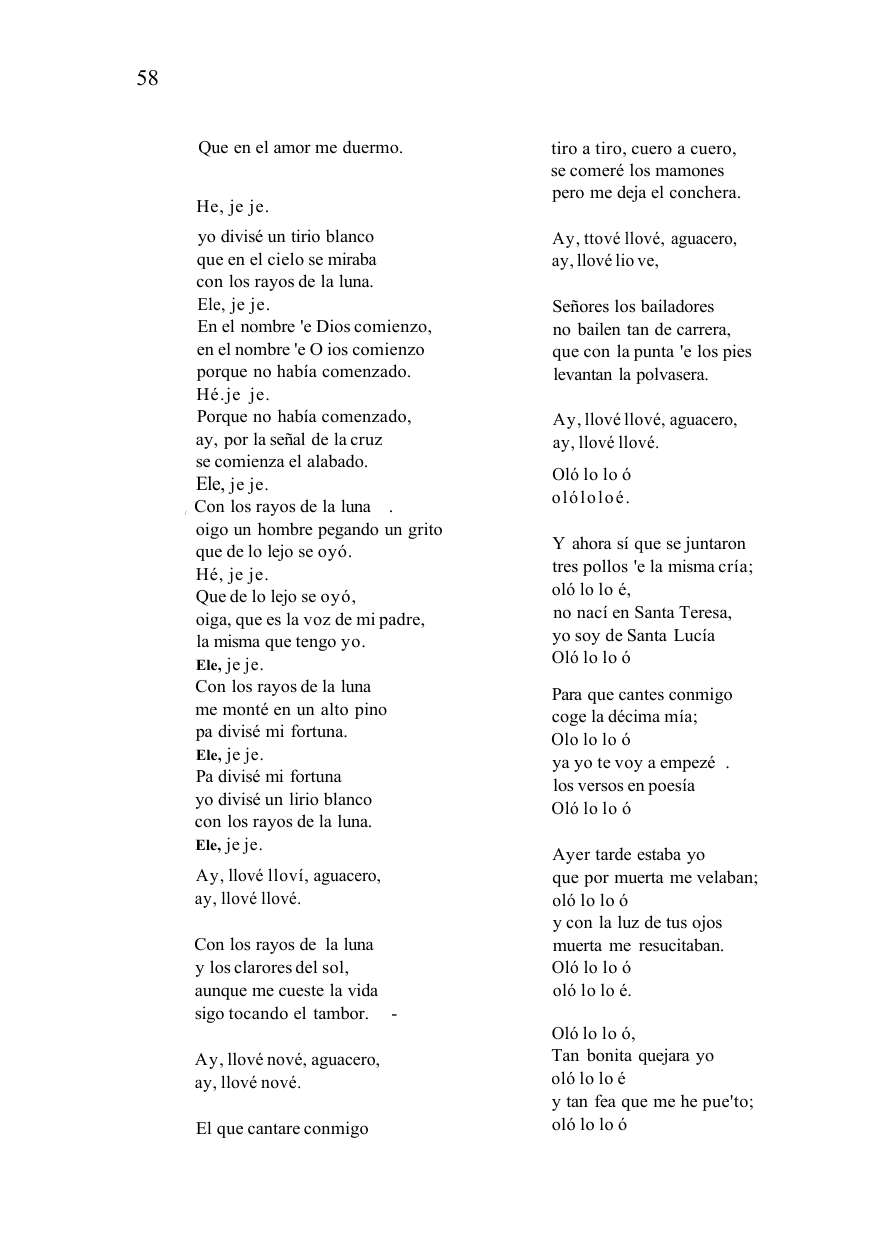 58
Que en el amor me duermo.
He, je je.
yo divisé un tirio blanco
que en el cielo se miraba
con los rayos de la luna.
Ele, je je.
En el nombre 'e Dios comienzo,
en el nombre 'e O ios comienzo
porque no había comenzado.
Hé.je je.
Porque no había comenzado,
ay, por la señal de la cruz
se comienza el alabado.
Ele, je je.
Con los rayos de la luna .
oigo un hombre pegando un grito
que de lo lejo se oyó.
Hé, je je.
Que de lo lejo se oyó,
oiga, que es la voz de mi padre,
la misma que tengo yo.
Ele, je je.
Con los rayos de la luna
me monté en un alto pino
pa divisé mi fortuna.
Ele, je je.
Pa divisé mi fortuna
yo divisé un lirio blanco
con los rayos de la luna.
Ele, je je.
Ay, llové lloví, aguacero,
ay, llové llové.
Con los rayos de la luna
y los clarores del sol,
aunque me cueste la vida
sigo tocando el tambor. -
Ay, llové nové, aguacero,
ay, llové nové.
El que cantare conmigo
tiro a tiro, cuero a cuero,
se comeré los mamones
pero me deja el conchera.
Ay, ttové llové, aguacero,
ay, llové lio ve,
Señores los bailadores
no bailen tan de carrera,
que con la punta 'e los pies
levantan la polvasera.
Ay, llové llové, aguacero,
ay, llové llové.
Oló lo lo ó
olóloloé.
Y ahora sí que se juntaron
tres pollos 'e la misma cría;
oló lo lo é,
no nací en Santa Teresa,
yo soy de Santa Lucía
Oló lo lo ó
Para que cantes conmigo
coge la décima mía;
Olo lo lo ó
ya yo te voy a empezé .
los versos en poesía
Oló lo lo ó
Ayer tarde estaba yo
que por muerta me velaban;
oló lo lo ó
y con la luz de tus ojos
muerta me resucitaban.
Oló lo lo ó
oló lo lo é.
Oló lo lo ó,
Tan bonita quejara yo
oló lo lo é
y tan fea que me he pue'to;
oló lo lo ó